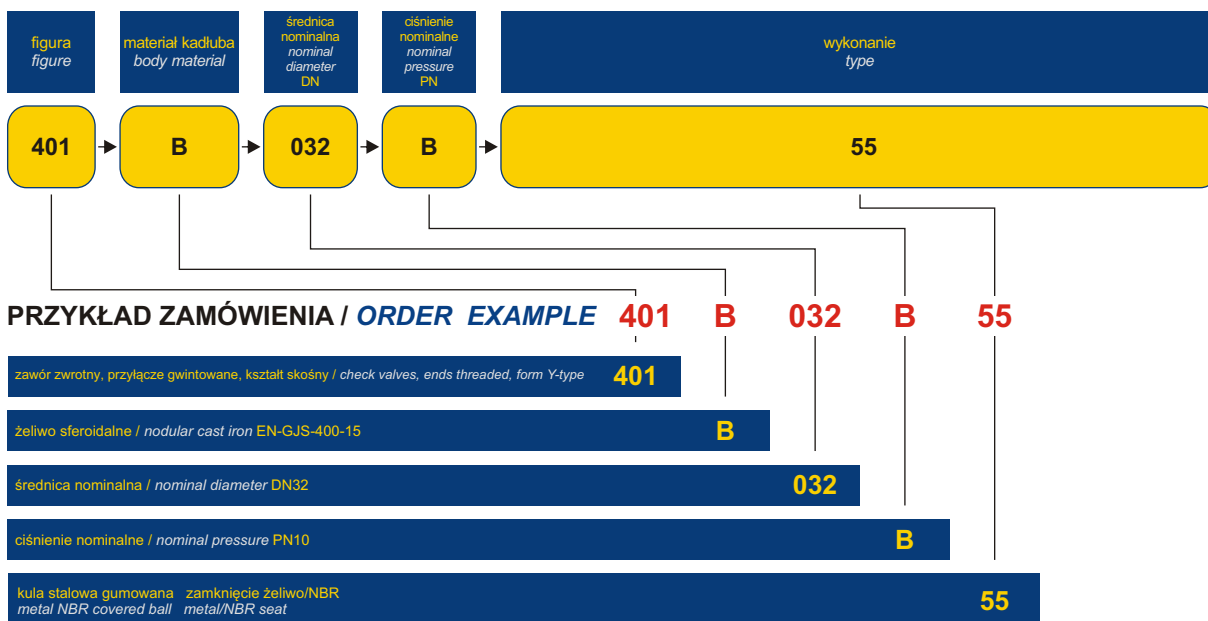 figura
figure
materiał kadłuba
body material
średnica
nominalna
nominal
diameter
DN
ciśnienie
nominalne
nominal
pressure
PN
wykonanie
type
401 B 032 B 55
PRZYKŁAD ZAMÓWIENIA / ORDER EXAMPLE 401 B 032 B 55
zawór zwrotny, przyłącze gwintowane, kształt skośny / check valves, ends threaded, form Y-type 401
żeliwo sferoidalne / nodular cast iron EN-GJS-400-15 B
średnica nominalna / nominal diameter DN32 032
ciśnienie nominalne / nominal pressure PN10 B
kula stalowa gumowana zamknięcie żeliwo/NBR
metal NBR covered ball metal/NBR seat
55